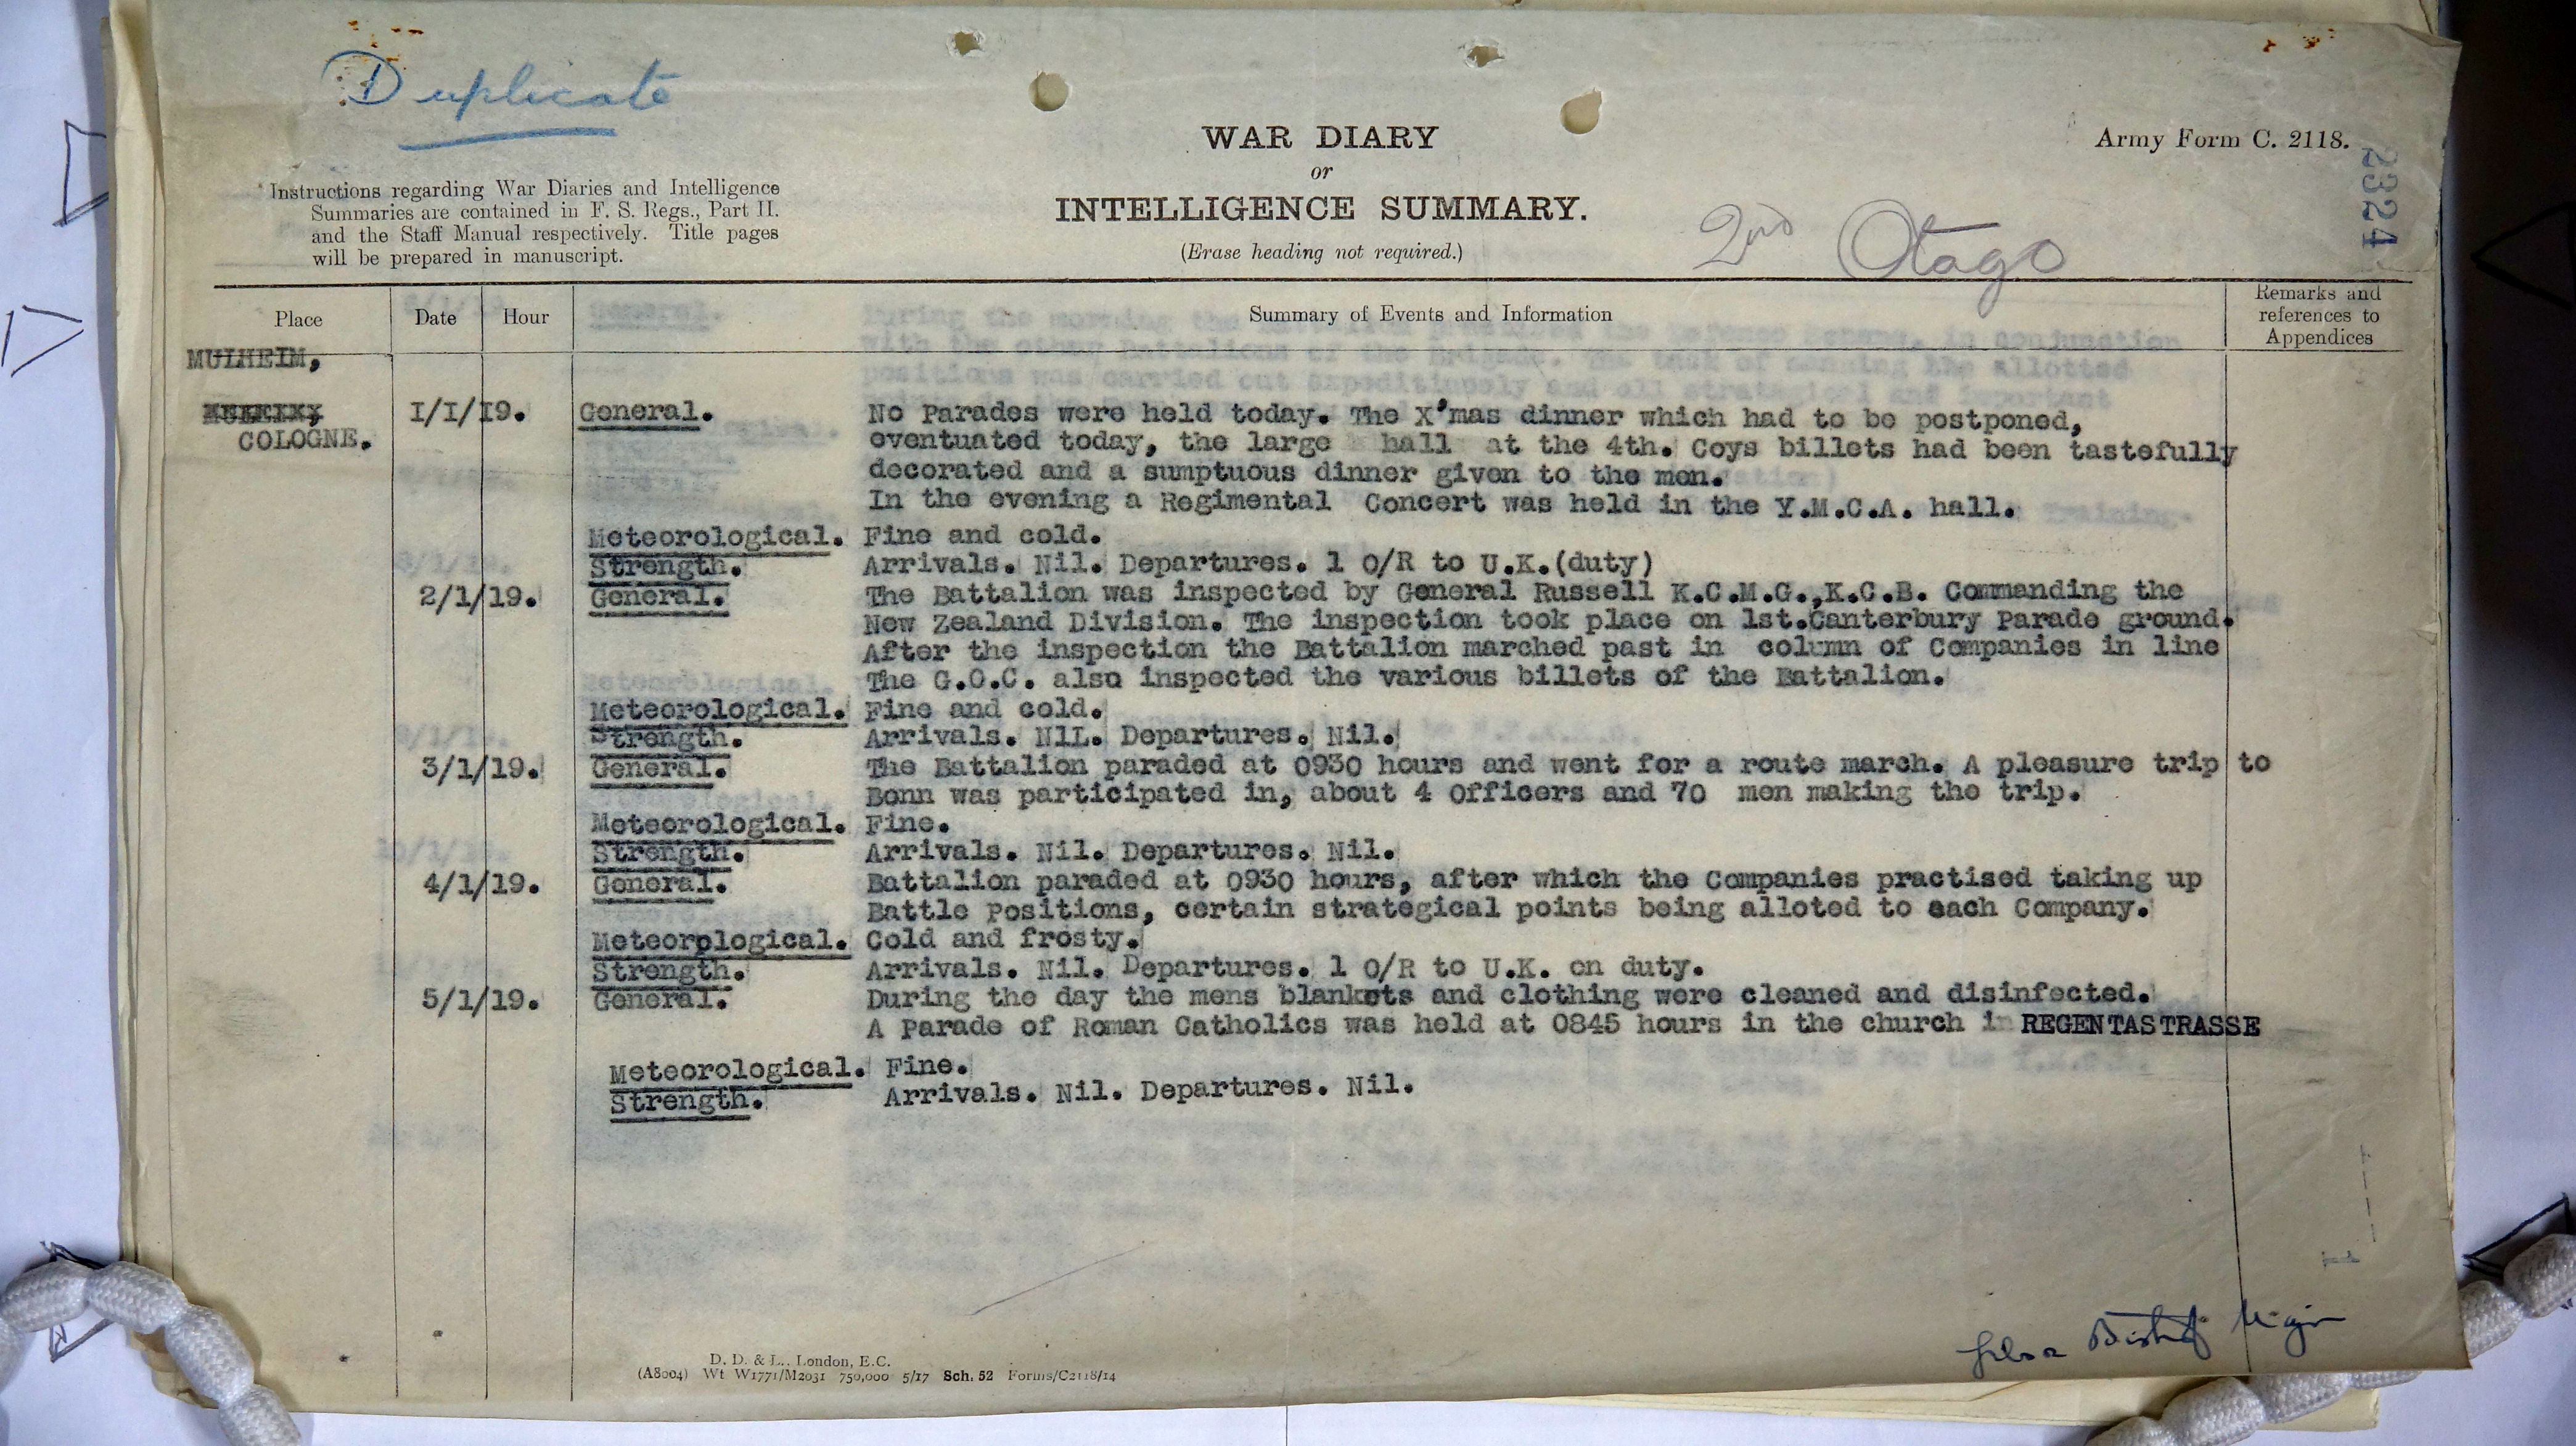 Duplicate
WAR DIARY
or
INTELLIGENCE SUMMARY.
(Erase heading not required.)
Army Form C. 2118.
2324
Instructions regarding War Diaries and Intelligence
Summaries are contained in F. S. Regs., Part II.
and the Staff Manual respectively. Title pages
will be prepared in manuscript.
2nd Otago
Place Date Hour Summary of Events and Information Remarks and references to Appendices
MULHEIM,
COLOGNE.
I/I/I9. General. No Parades were held today. The X'mas dinner which had to be postponed,
eventuated today, the large hall at the 4th. Coys billets had been tastefully
decorated and a sumptuous dinner given to the men.
In the evening a Regimental Concert was held in the Y.M.C.A. hall.
Meteorological. Fine and cold.
Strength. Arrivals. Nil. Departures. 1 O/R to U.K.(duty)
2/1/19. General. The Battalion was inspected by General Russell K.C.M.G.,K.C.B. Commanding the
New Zealand Division. The inspection took place on 1st.Canterbury Parade ground.
After the inspection the Battalion marched past in column of Companies in line
The G.O.C. also inspected the various billets of the Battalion.
Meteorological. Fine and cold.
Strength. Arrivals. NlL. Departures. Nil.
3/1/19. General. The Battalion paraded at 0930 hours and went for a route march. A pleasure trip to
Bonn was participated in, about 4 Officers and 70 men making the trip.
Meteorological. Fine.
Strength. Arrivals. Nil. Departures. Nil.
4/1/19. General. Battalion paraded at 0930 hours, after which the Companies practised taking up
Battle Positions, certain strategical points being alloted to each Company.
Meteorplogical. Cold and frosty.
Strength. Arrivals. Nil. Departures. 1 O/R to U.K. on duty.
5/1/19. General. During the day the mens blankets and clothing were cleaned and disinfected.
A Parade of Roman Catholics was held at 0845 hours in the church in REGENTASTRASSE
Meteorological. Fine.
Strength. Arrivals. Nil. Departures. Nil.
D. D. & L., London, E.C.
(A8004) Wt W1771/M2031 750,000 5/17 Sch. 52 Forms/C2118/14